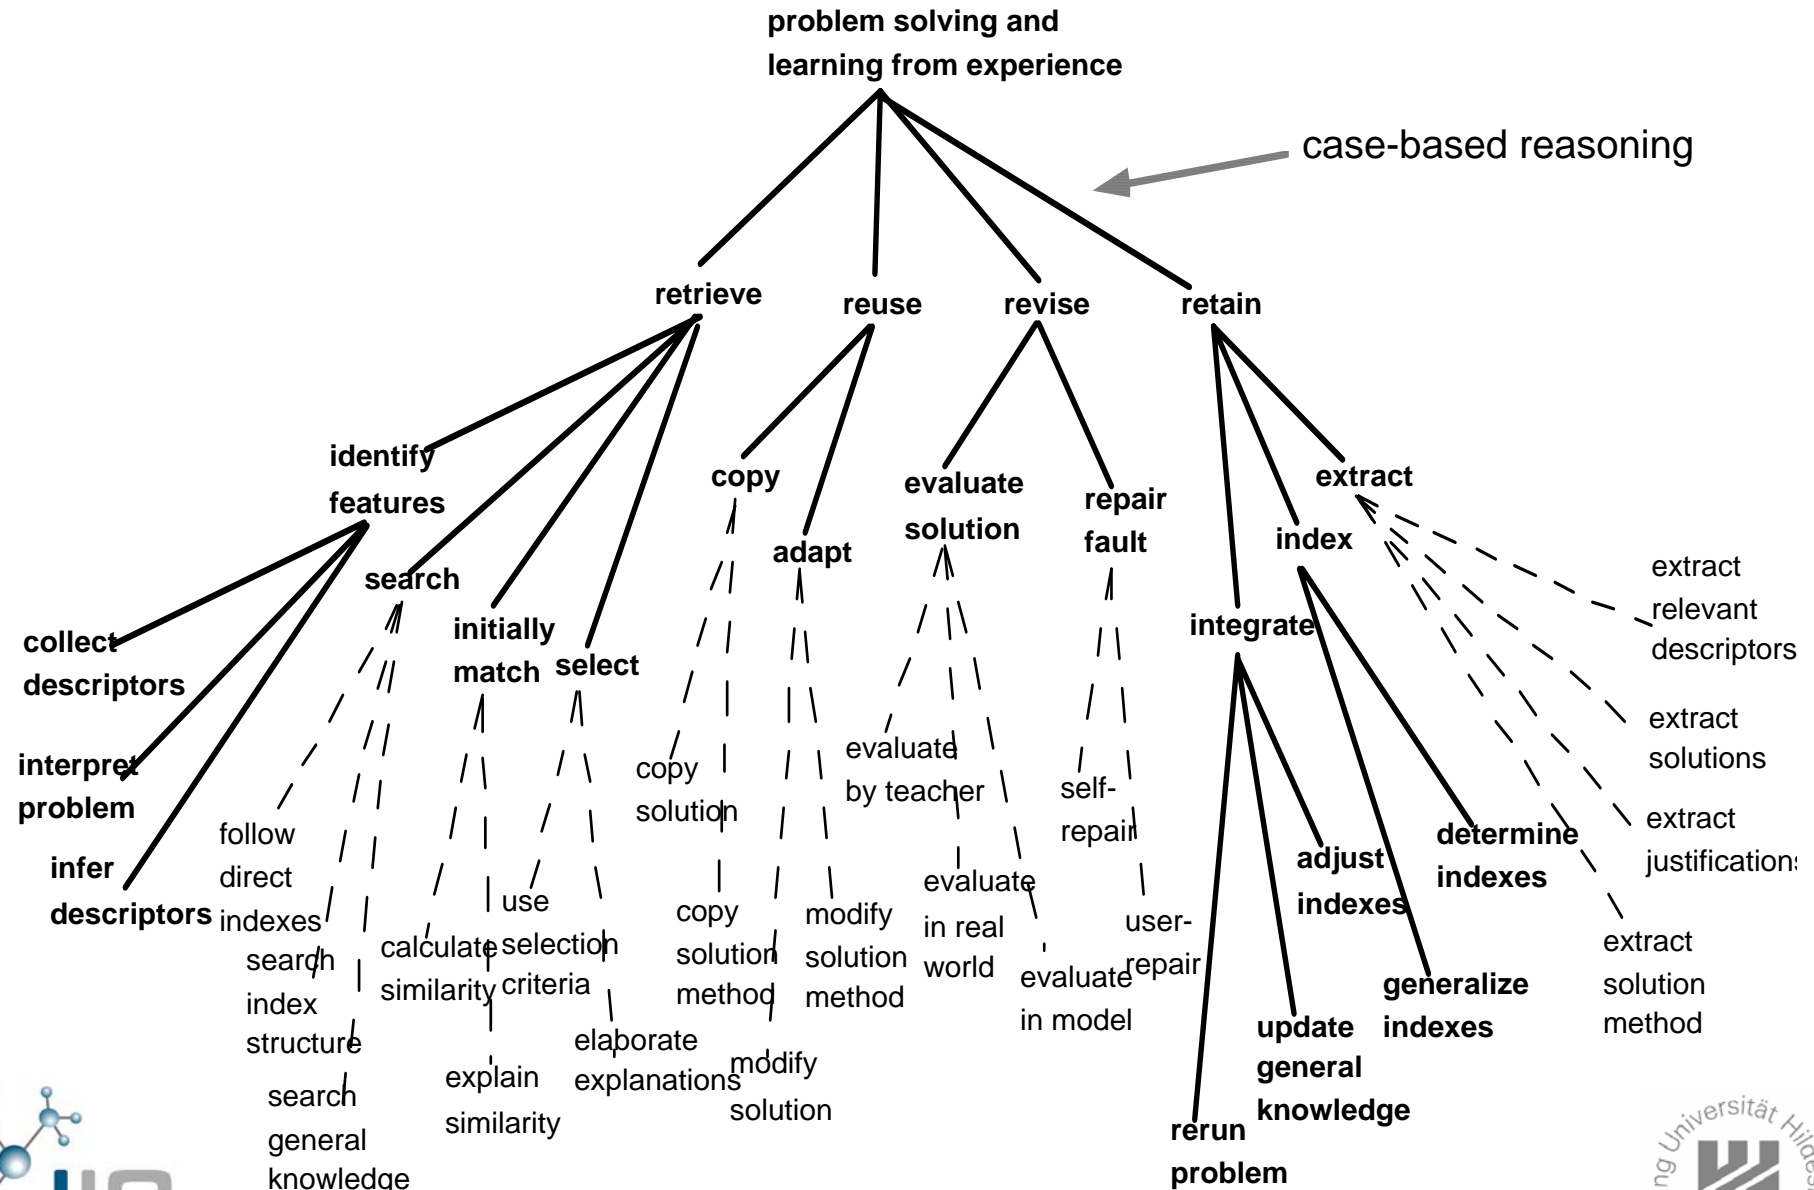 problem solving and
learning from experience
case-based reasoning
retrieve
reuse
revise
retain
identify
features
copy
evaluate
solution
repair
fault
extract
search
adapt
index
initially
match
select
integrate
collect
descriptors
interpret
problem
infer
descriptors
follow
direct
indexes
search
index
structure
search
general
knowledge
calculate
similarity
explain
similarity
use
selection
criteria
elaborate
explanations
copy
solution
copy
solution
method
modify
solution
method
modify
solution
evaluate
by teacher
evaluate
in real
world
evaluate
in model
self-
repair
user-
repair
rerun
problem
update
general
knowledge
adjust
indexes
generalize
indexes
determine
indexes
extract
relevant
descriptors
extract
solutions
extract
justification
extract
solution
method
Universität